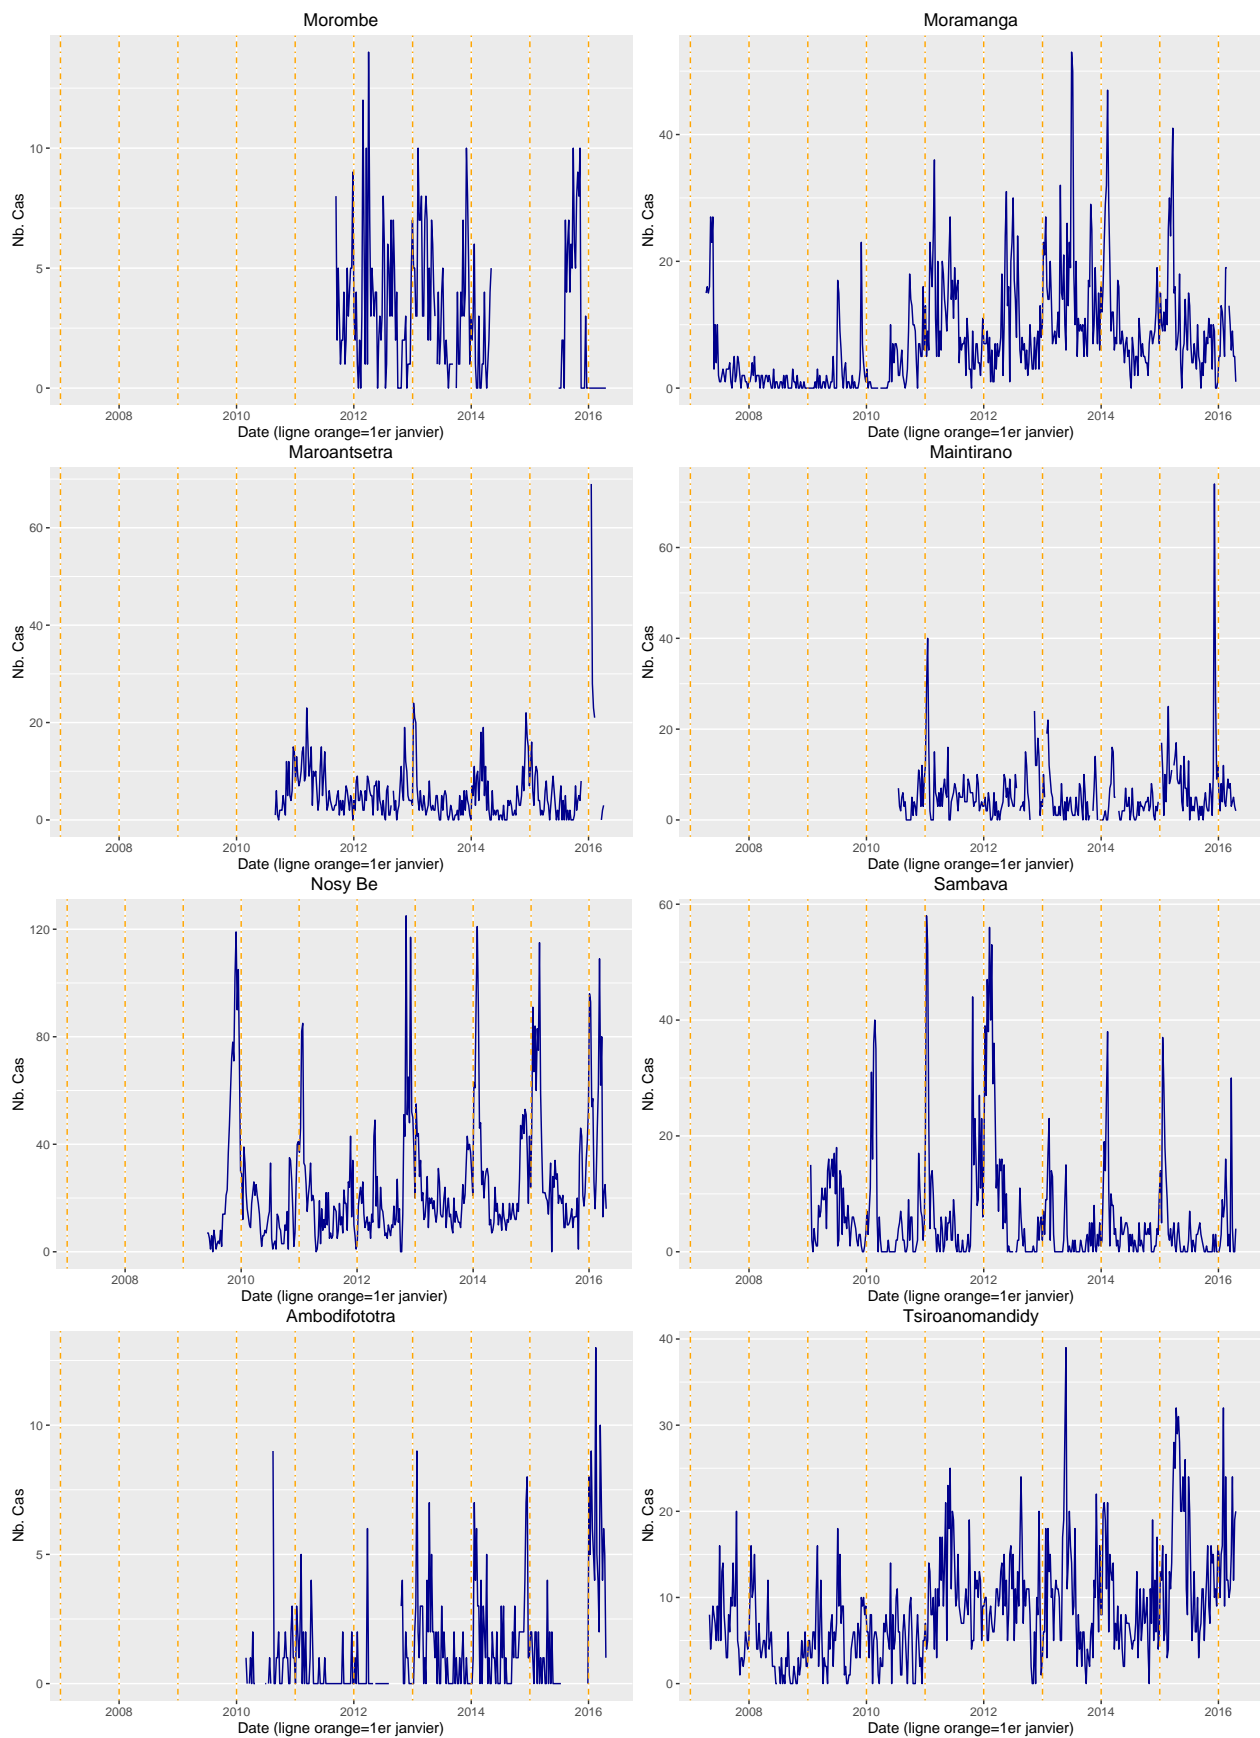 Morombe
Nb. Cas
10
5
0
2008 2010 2012 2014 2016
Date (ligne orange=1er janvier)
Moramanga
Nb. Cas
40
20
0
2008 2010 2012 2014 2016
Date (ligne orange=1er janvier)
Maroantsetra
Nb. Cas
60
40
20
0
2008 2010 2012 2014 2016
Date (ligne orange=1er janvier)
Maintirano
Nb. Cas
60
40
20
0
2008 2010 2012 2014 2016
Date (ligne orange=1er janvier)
Nosy Be
Nb. Cas
120
80
40
0
2008 2010 2012 2014 2016
Date (ligne orange=1er janvier)
Sambava
Nb. Cas
60
40
20
0
2008 2010 2012 2014 2016
Date (ligne orange=1er janvier)
Ambodifototra
Nb. Cas
10
5
0
2008 2010 2012 2014 2016
Date (ligne orange=1er janvier)
Tsiroanomandidy
Nb. Cas
40
30
20
10
0
2008 2010 2012 2014 2016
Date (ligne orange=1er janvier)